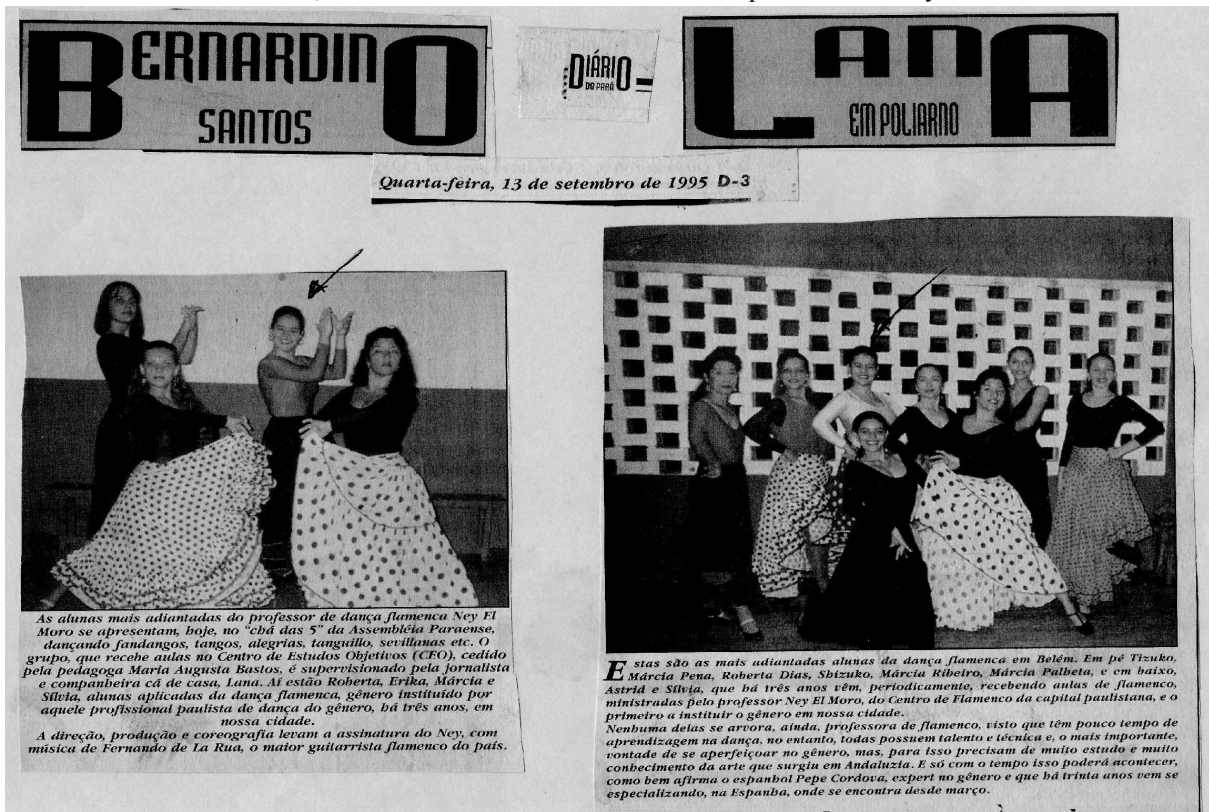 BERNARDINO
SANTOS
DIÁRIO
DO PARÁ
LANA
EM POLIARNO
Quarta-feira, 13 de setembro de 1995 D-3
As alunas mais adiantadas do professor de dança flamenca Ney El
Moro se apresentam, hoje, no "chá das 5" da Assembléia Paraense,
dançando fandangos, tangos, alegrias, tanguillo, sevillanas etc. O
grupo, que recebe aulas no Centro de Estudos Objetivos (CEO), cedido
pela pedagoga Maria Augusta Bastos, é supervisionado pela jornalista
e companheira cá de casa, Lana. Aí estão Roberta, Erika, Márcia e
Sílvia, alunas aplicadas da dança flamenca, gênero instituído por
aquele profissional paulista de dança do gênero, há três anos, em
nossa cidade.
A direção, produção e coreografia levam a assinatura do Ney, com
música de Fernando de La Rua, o maior guitarrista flamenco do país.
Estas são as mais adiantadas alunas da dança flamenca em Belém. Em pé Tizuko,
Márcia Pena, Roberta Dias, Shizuko, Márcia Ribeiro, Márcia Palheta, e em baixo,
Astrid e Sílvia, que há três anos vêm, periodicamente, recebendo aulas de flamenco,
ministradas pelo professor Ney El Moro, do Centro de Flamenco da capital paulistana, e o
primeiro a instituir o gênero em nossa cidade.
Nenhuma delas se arvora, ainda, professora de flamenco, visto que têm pouco tempo de
aprendizagem na dança, no entanto, todas possuem talento e técnica e, o mais importante,
vontade de se aperfeiçoar no gênero, mas, para isso precisam de muito estudo e muito
conhecimento da arte que surgiu em Andaluzia. E só com o tempo isso poderá acontecer,
como bem afirma o espanhol Pepe Cordova, expert no gênero e que há trinta anos vem se
especializando, na Espanha, onde se encontra desde março.